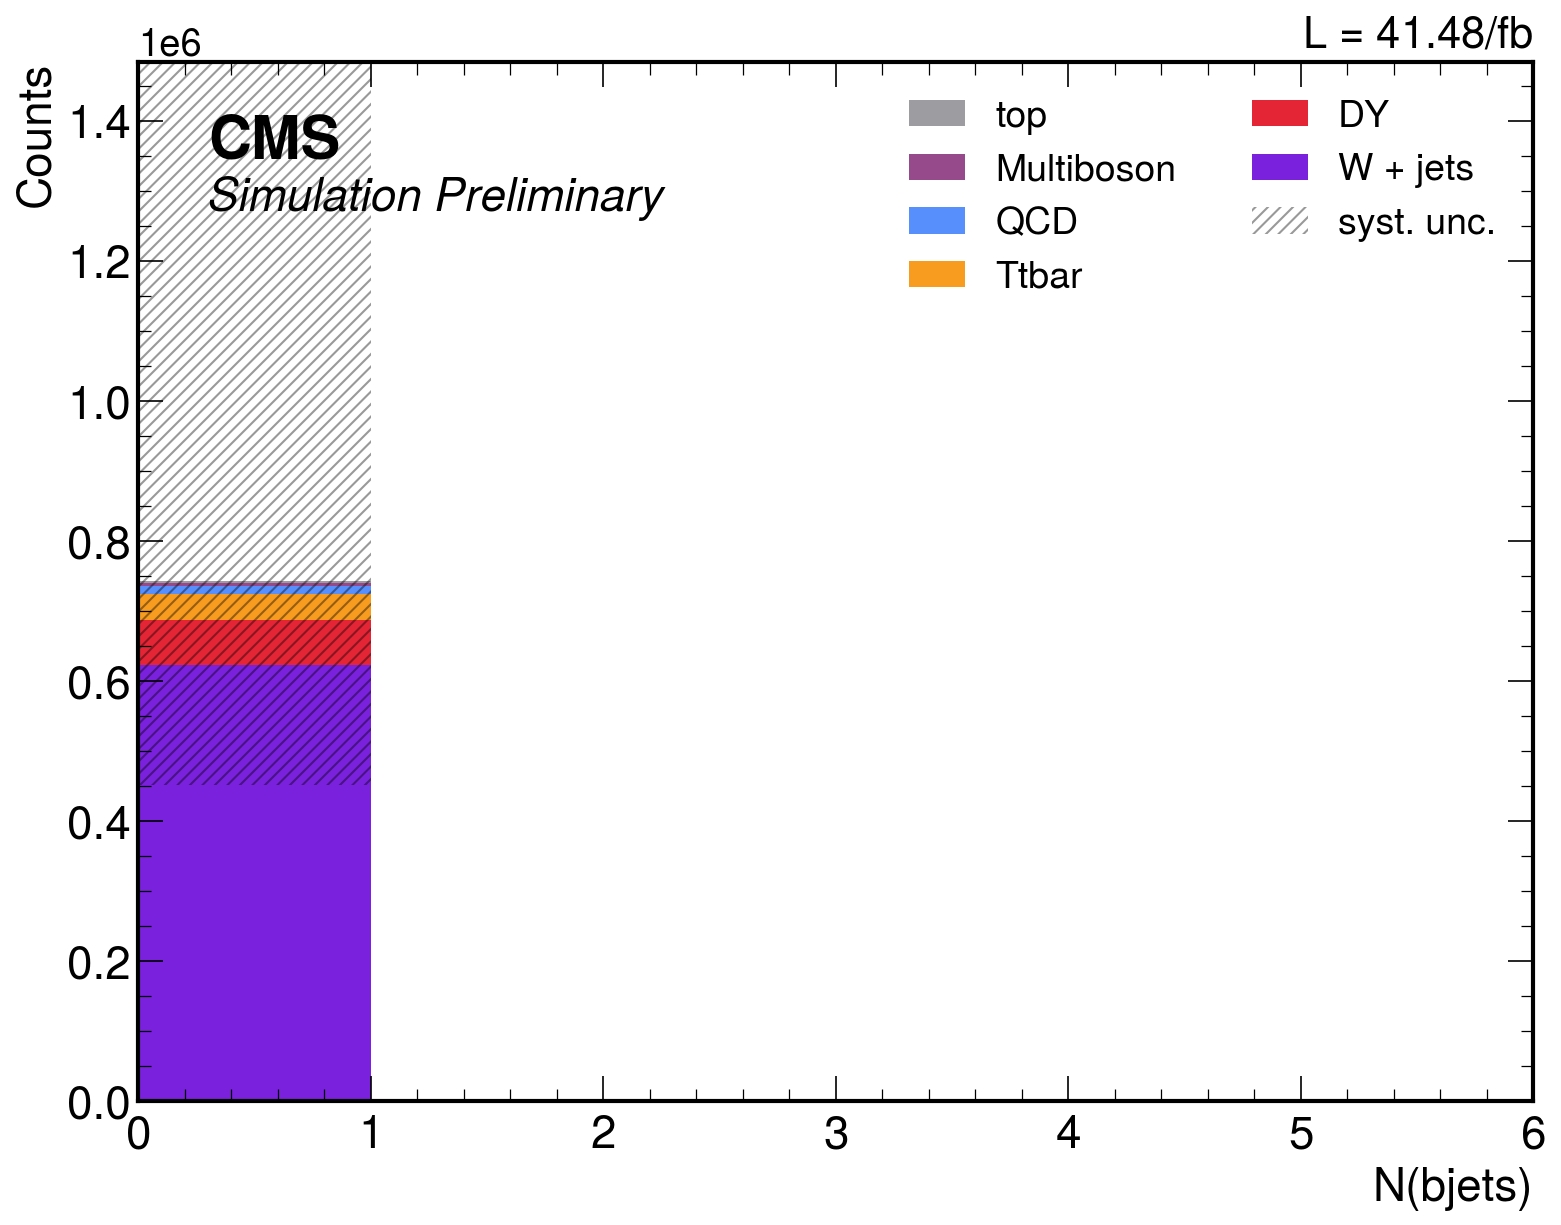 1e6
L = 41.48/fb
Counts
CMS
Simulation Preliminary
top
Multiboson
QCD
Ttbar
DY
W + jets
syst. unc.
1.4
1.2
1.0
0.8
0.6
0.4
0.2
0.0
0 1 2 3 4 5 6
N(bjets)